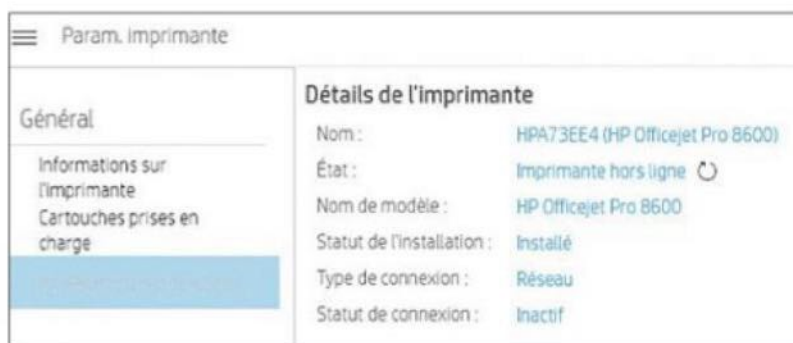 Param. imprimante
Général
Informations sur
l'imprimante
Cartouches prises en
charge
Détails de l'imprimante
Nom : HPA73EE4 (HP Officejet Pro 8600)
État : Imprimante hors ligne
Nom de modèle : HP Officejet Pro 8600
Statut de l'installation : Installé
Type de connexion : Réseau
Statut de connexion : Inactif